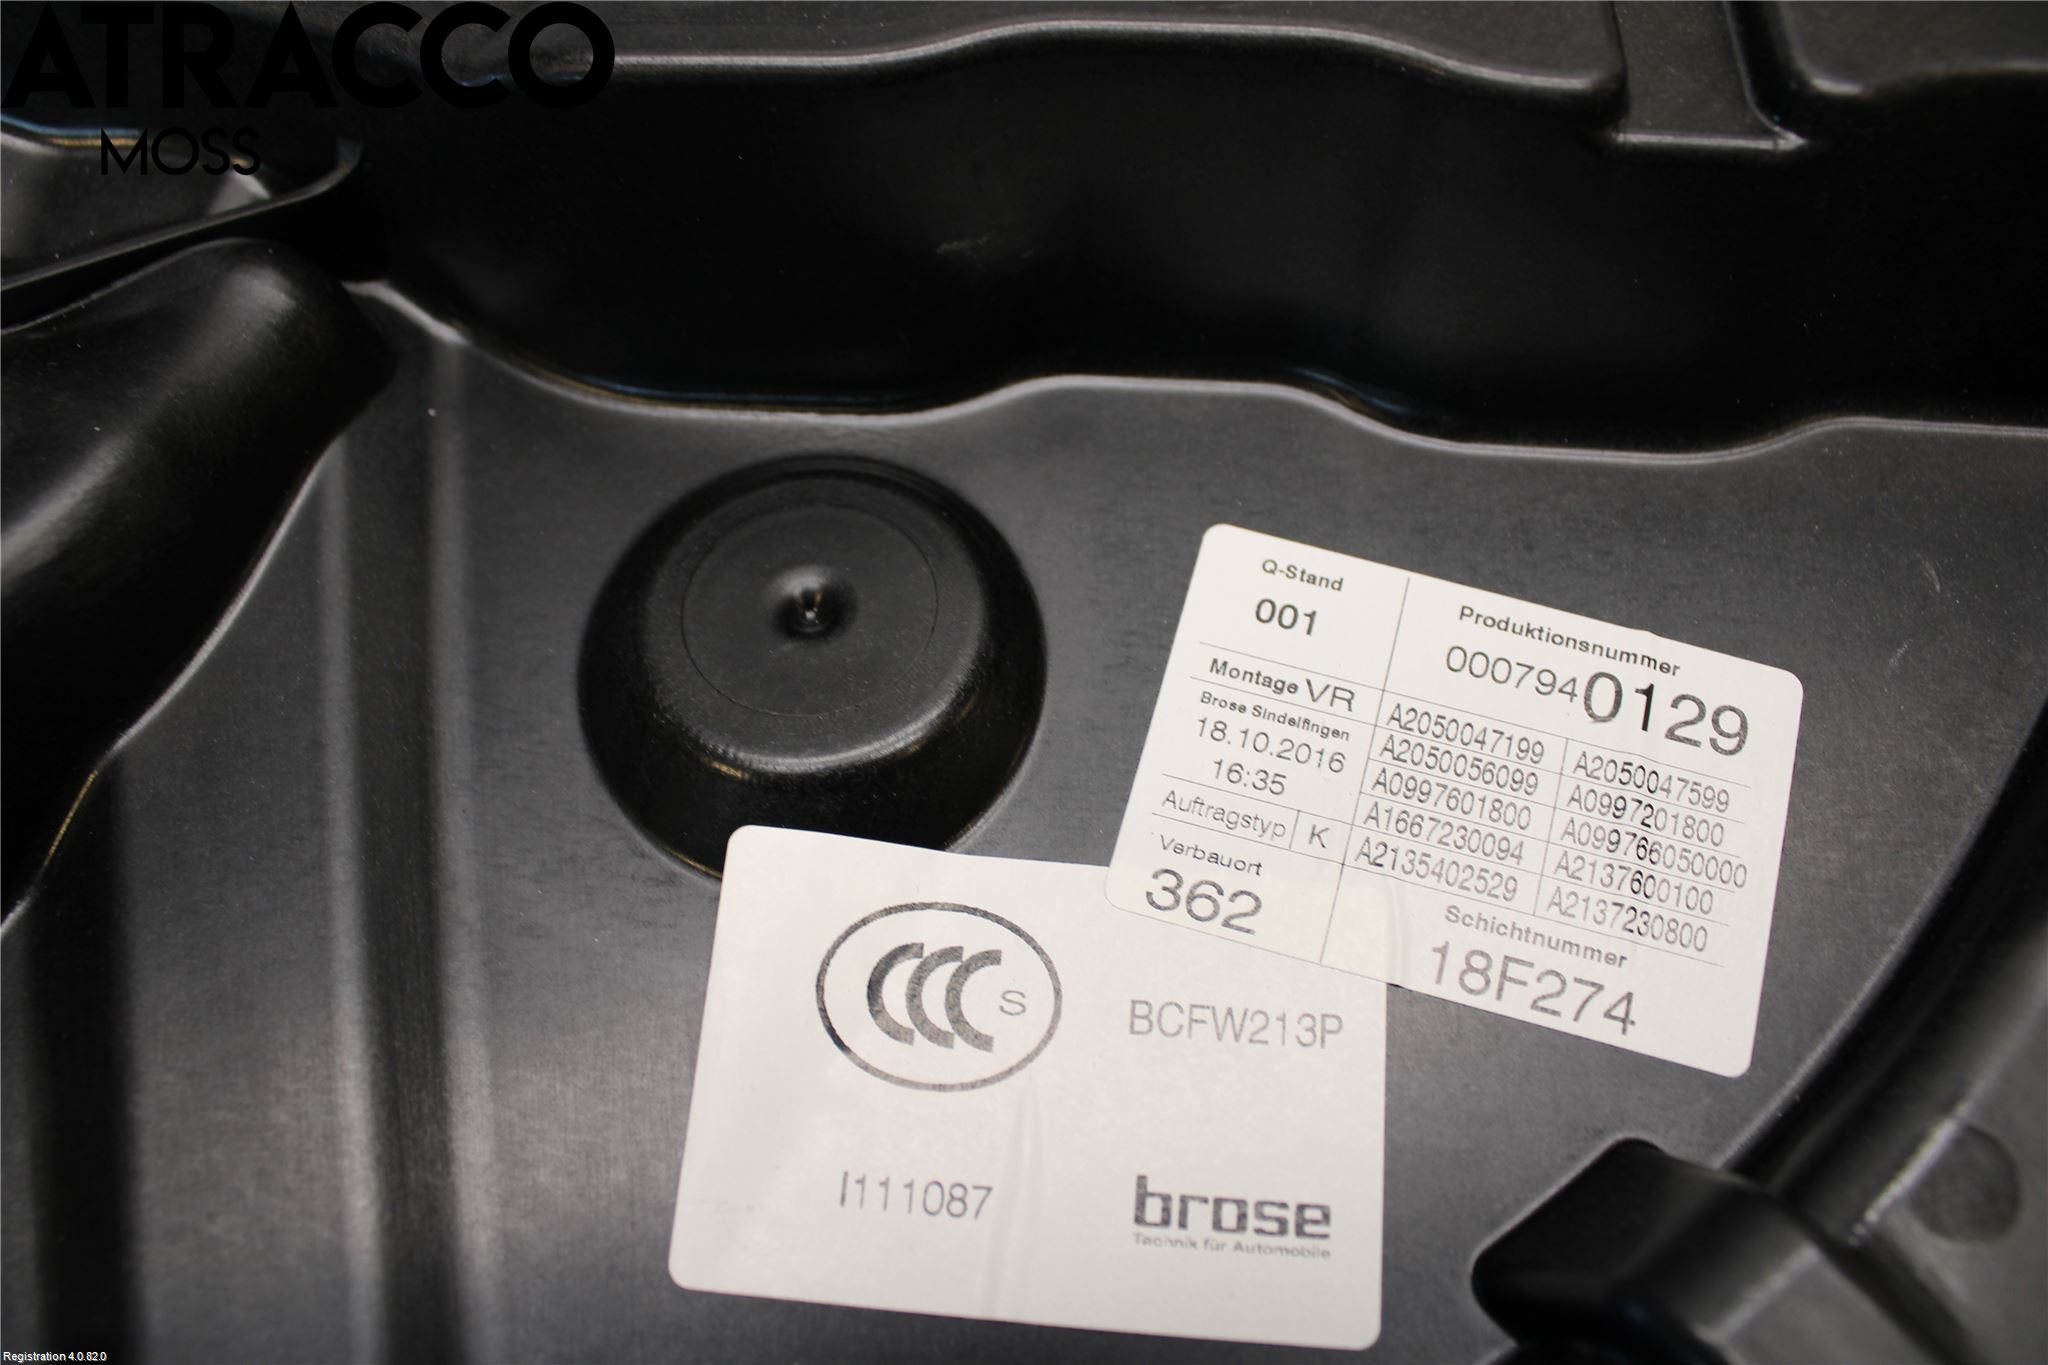 ATRACCO
MOSS
Q-Stand
001
Produktionsnummer
0007940129
Montage VR
Brose Sindelfingen
18.10.2016
16:35
A2050047199 A2050047599
A2050056099 A0997201800
A0997601800 A099766050000
A1667230094 A2137600100
A2135402529 A2137230800
Auftragstyp K
Verbauort
362
Schichtnummer
18F274
CCC S
BCFW213P
I111087
brose
Technik für Automobile
Registration 4.0.82.0